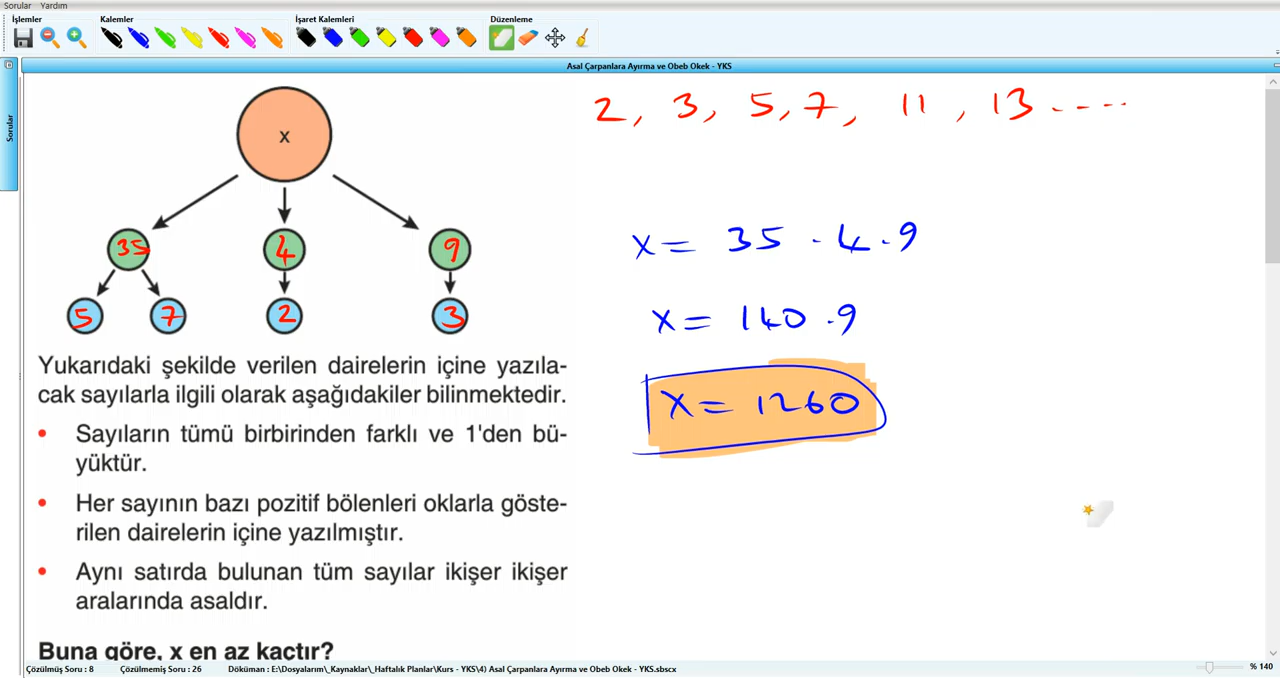 Sorular Yardım
İşlemler Kalemler İşaret Kalemleri Düzenleme
Asal Çarpanlara Ayırma ve Obeb Okek - YKS
Sorular
x
35 4 9
5 7 2 3
2, 3, 5, 7, 11, 13 ....
x = 35 . 4 . 9
x = 140 . 9
x = 1260
Yukarıdaki şekilde verilen dairelerin içine yazıla-
cak sayılarla ilgili olarak aşağıdakiler bilinmektedir.
• Sayıların tümü birbirinden farklı ve 1'den bü-
yüktür.
• Her sayının bazı pozitif bölenleri oklarla göste-
rilen dairelerin içine yazılmıştır.
• Aynı satırda bulunan tüm sayılar ikişer ikişer
aralarında asaldır.
Buna göre, x en az kaçtır?
Çözülmüş Soru : 8 Çözülmemiş Soru : 26 Döküman : E:\Dosyalarım\_Kaynaklar\_Haftalık Planlar\Kurs - YKS\4) Asal Çarpanlara Ayırma ve Obeb Okek - YKS.sbscx % 140